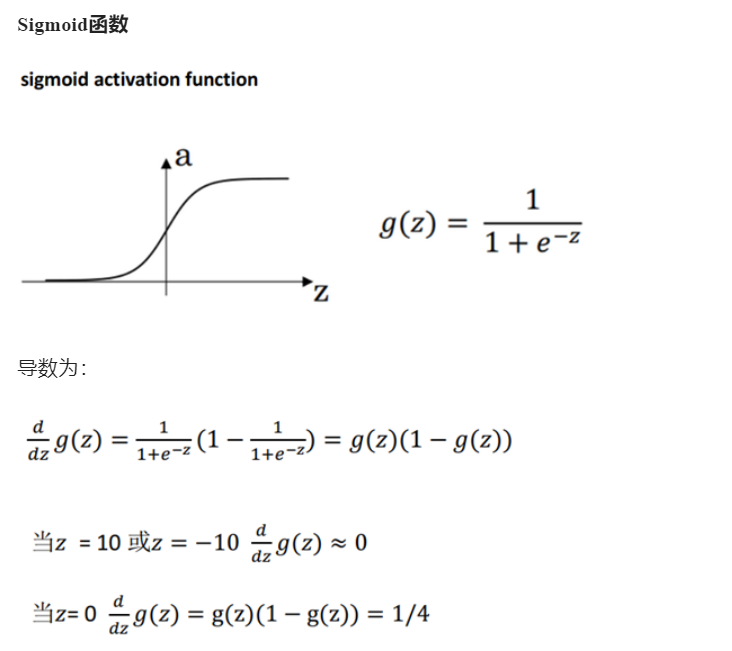 Sigmoid函数
sigmoid activation function
a
g(z) = 1 / (1 + e^{-z})
z
导数为：
d/dz g(z) = 1/(1+e^{-z}) (1 − 1/(1+e^{-z})) = g(z)(1 − g(z))
当z = 10 或z = −10 d/dz g(z) ≈ 0
当z= 0 d/dz g(z) = g(z)(1 − g(z)) = 1/4